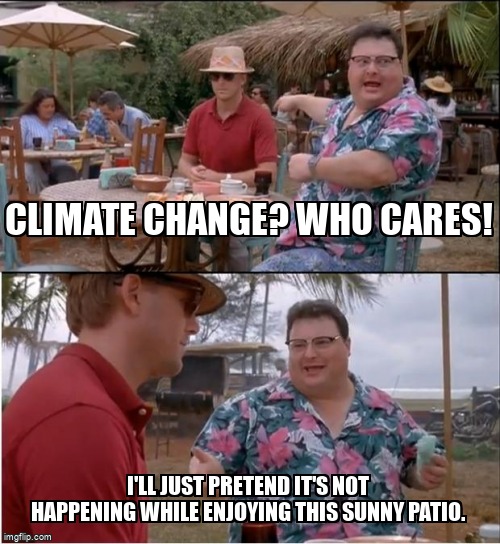 CLIMATE CHANGE? WHO CARES!
I'LL JUST PRETEND IT'S NOT
HAPPENING WHILE ENJOYING THIS SUNNY PATIO.
imgflip.com